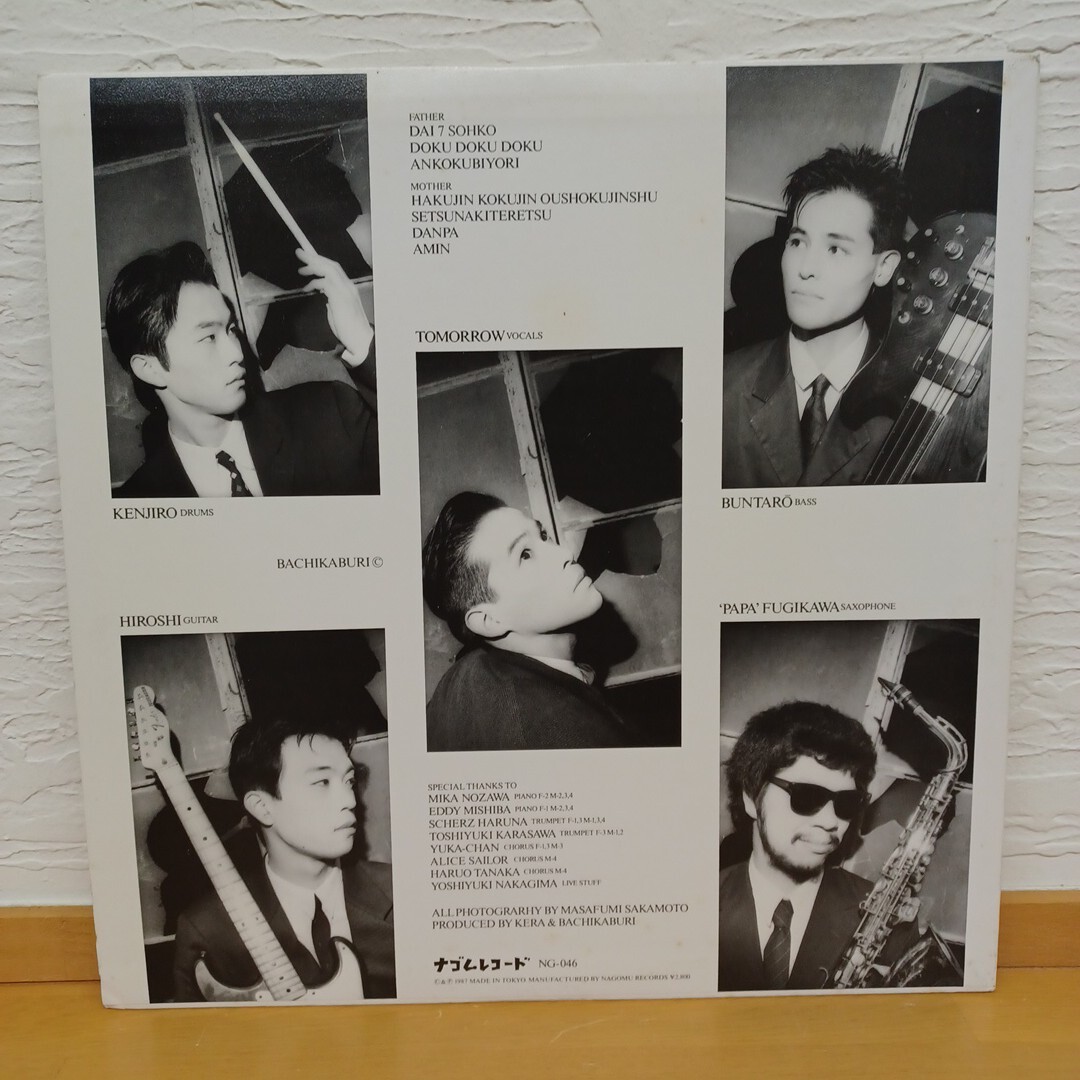 FATHER
DAI 7 SOHKO
DOKU DOKU DOKU
ANKOKUBIYORI
MOTHER
HAKUJIN KOKUJIN OUSHOKUJINSHU
SETSUNAKITERETSU
DANPA
AMIN
TOMORROW VOCALS
KENJIRO DRUMS
BUNTARŌ BASS
BACHIKABURI ©
HIROSHI GUITAR
'PAPA' FUGIKAWA SAXOPHONE
SPECIAL THANKS TO
MIKA NOZAWA PIANO F-2 M-2,3,4
EDDY MISHIBA PIANO F-1 M-2,3,4
SCHERZ HARUNA TRUMPET F-1,3 M-1,3,4
TOSHIYUKI KARASAWA TRUMPET F-3 M-1,2
YUKA-CHAN CHORUS F-1,3 M-3
ALICE SAILOR CHORUS M-4
HARUO TANAKA CHORUS M-4
YOSHIYUKI NAKAGIMA LIVE STUFF
ALL PHOTOGRARHY BY MASAFUMI SAKAMOTO
PRODUCED BY KERA & BACHIKABURI
ナゴムレコード NG-046
©&℗ 1987 MADE IN TOKYO MANUFACTURED BY NAGOMU RECORDS ¥2,800